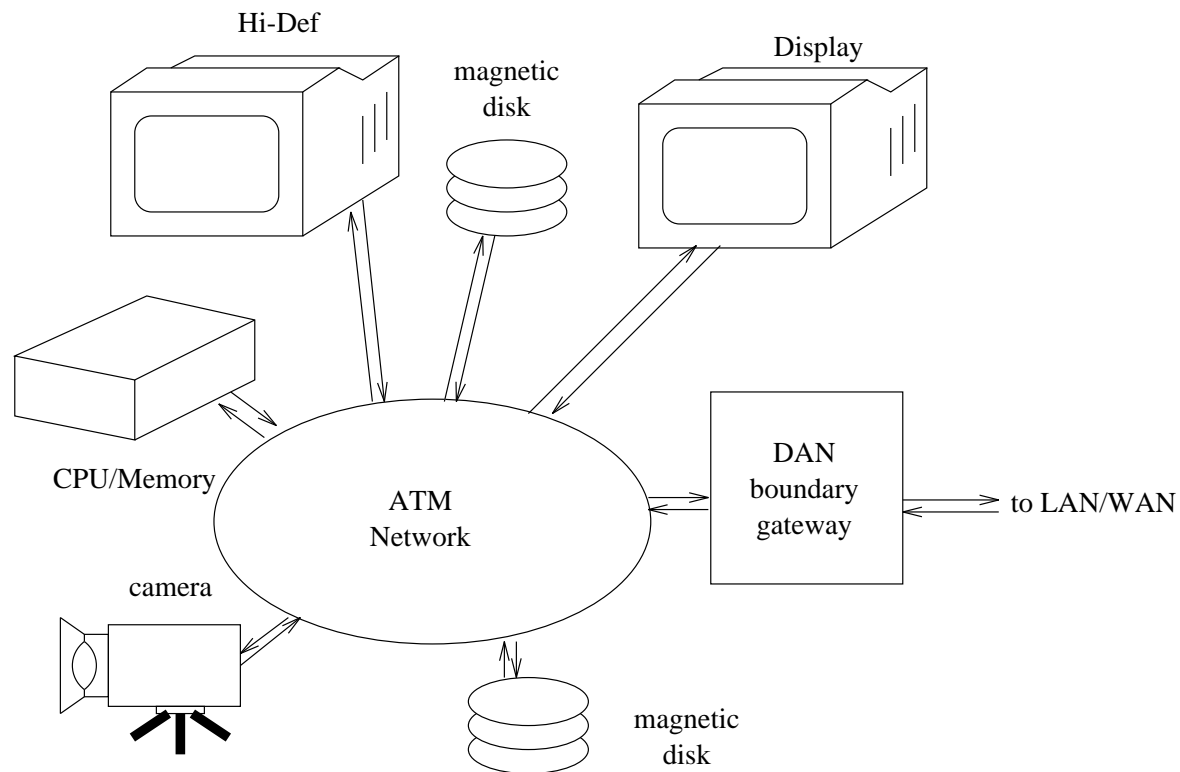 Hi-Def
Display
magnetic
disk
CPU/Memory
ATM
Network
DAN
boundary
gateway
to LAN/WAN
camera
magnetic
disk